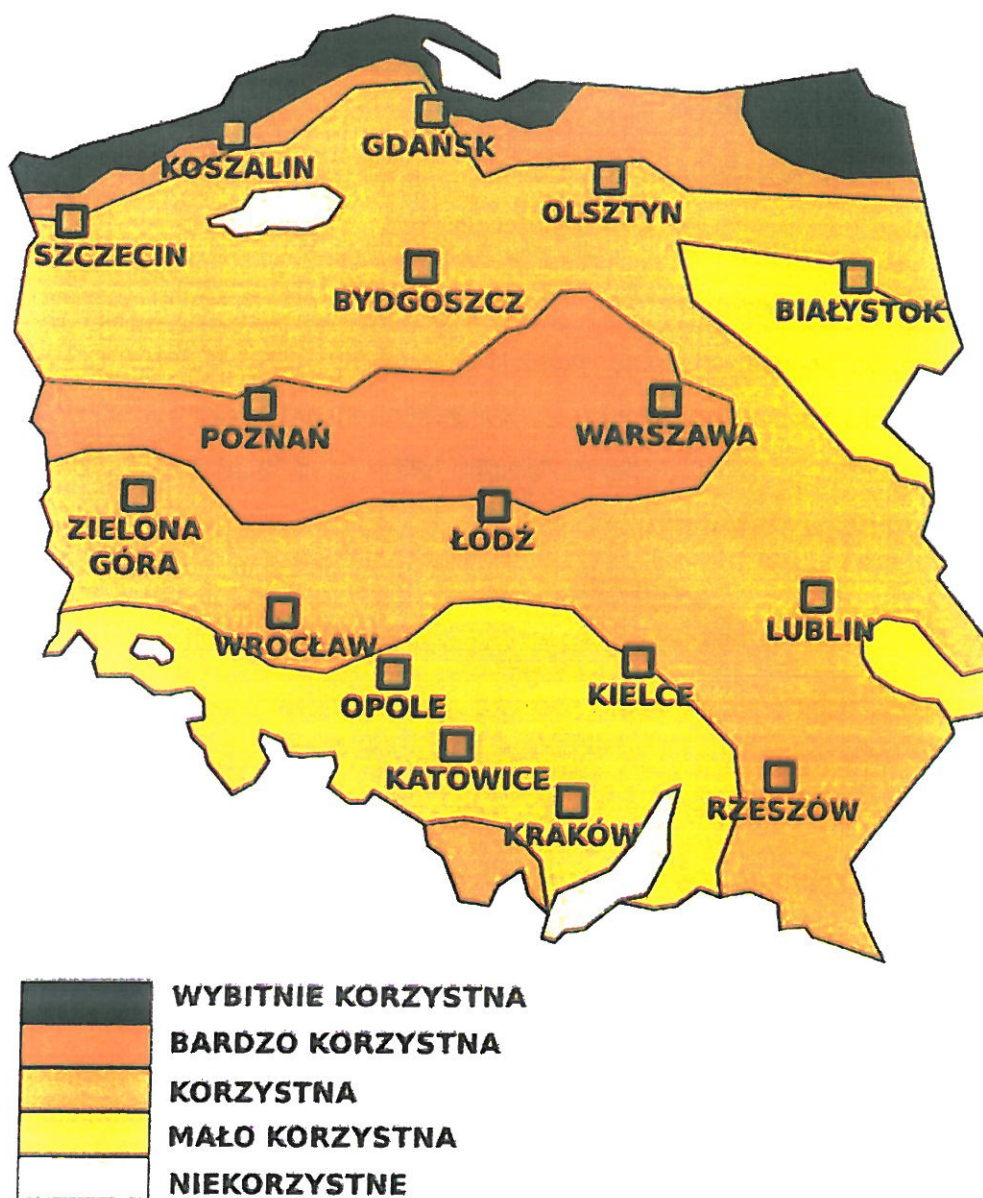 KOSZALIN
GDAŃSK
OLSZTYN
SZCZECIN
BYDGOSZCZ
BIAŁYSTOK
POZNAŃ
WARSZAWA
ZIELONA
GÓRA
ŁÓDŹ
WROCŁAW
LUBLIN
OPOLE
KIELCE
KATOWICE
KRAKÓW
RZESZÓW
WYBITNIE KORZYSTNA
BARDZO KORZYSTNA
KORZYSTNA
MAŁO KORZYSTNA
NIEKORZYSTNE